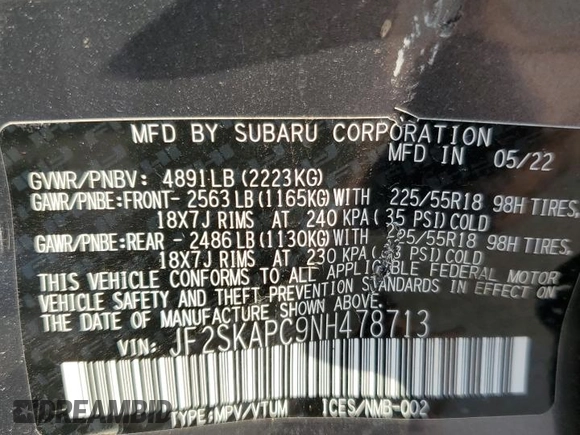 MFD BY SUBARU CORPORATION
MFD IN 05/22
GVWR/PNBV: 4891LB (2223KG)
GAWR/PNBE:FRONT- 2563 LB (1165KG)WITH 225/55R18 98H TIRES,
18X7J RIMS AT 240 KPA( 35 PSI)COLD
GAWR/PNBE:REAR - 2486 LB(1130KG)WITH 225/55R18 98H TIRES,
18X7J RIMS AT 230 KPA( PSI)COLD
THIS VEHICLE CONFORMS TO ALL APPLICABLE FEDERAL MOTOR
VEHICLE SAFETY AND BUMPER STANDARDS IN EFFECT ON
THE DATE OF MANUFACTURE SHOWN ABOVE.
VIN: JF2SKAPC9NH478713
TYPE:MPV/VTUM ICES/NMB-002
DREAMBID